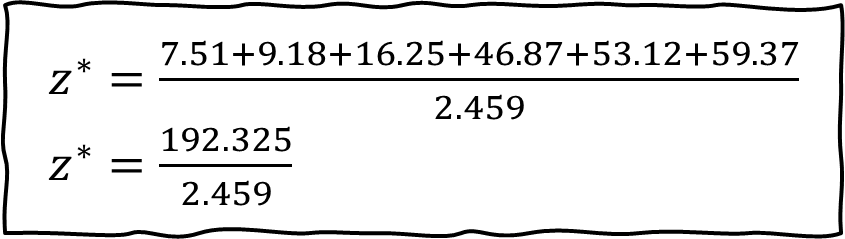 z* = 7.51+9.18+16.25+46.87+53.12+59.37
2.459
z* = 192.325
2.459